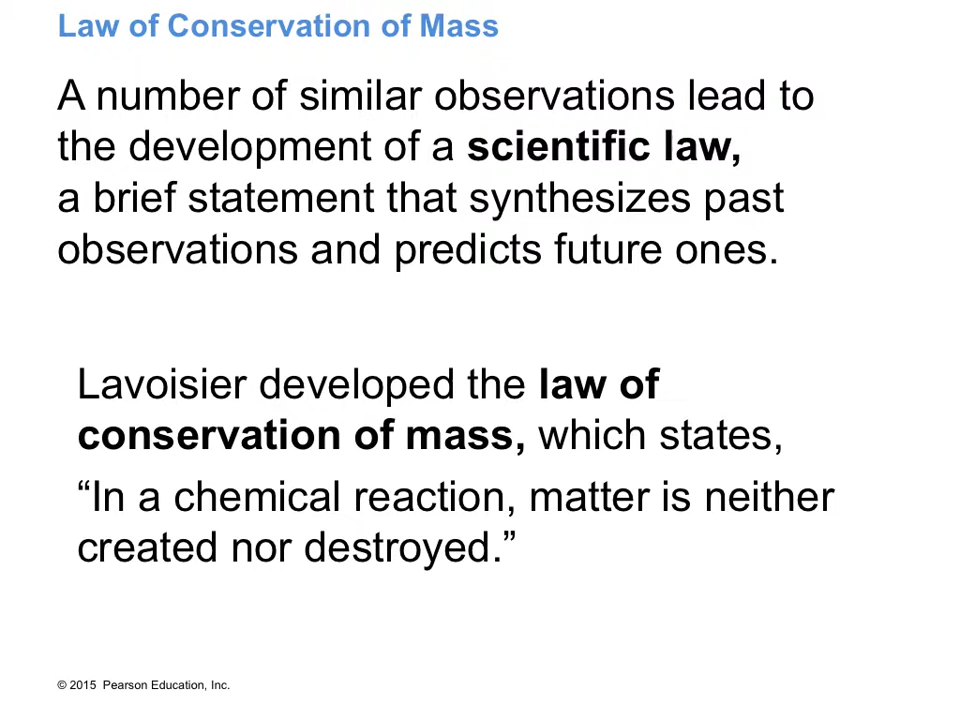 Law of Conservation of Mass
A number of similar observations lead to
the development of a scientific law,
a brief statement that synthesizes past
observations and predicts future ones.
Lavoisier developed the law of
conservation of mass, which states,
“In a chemical reaction, matter is neither
created nor destroyed.”
© 2015 Pearson Education, Inc.